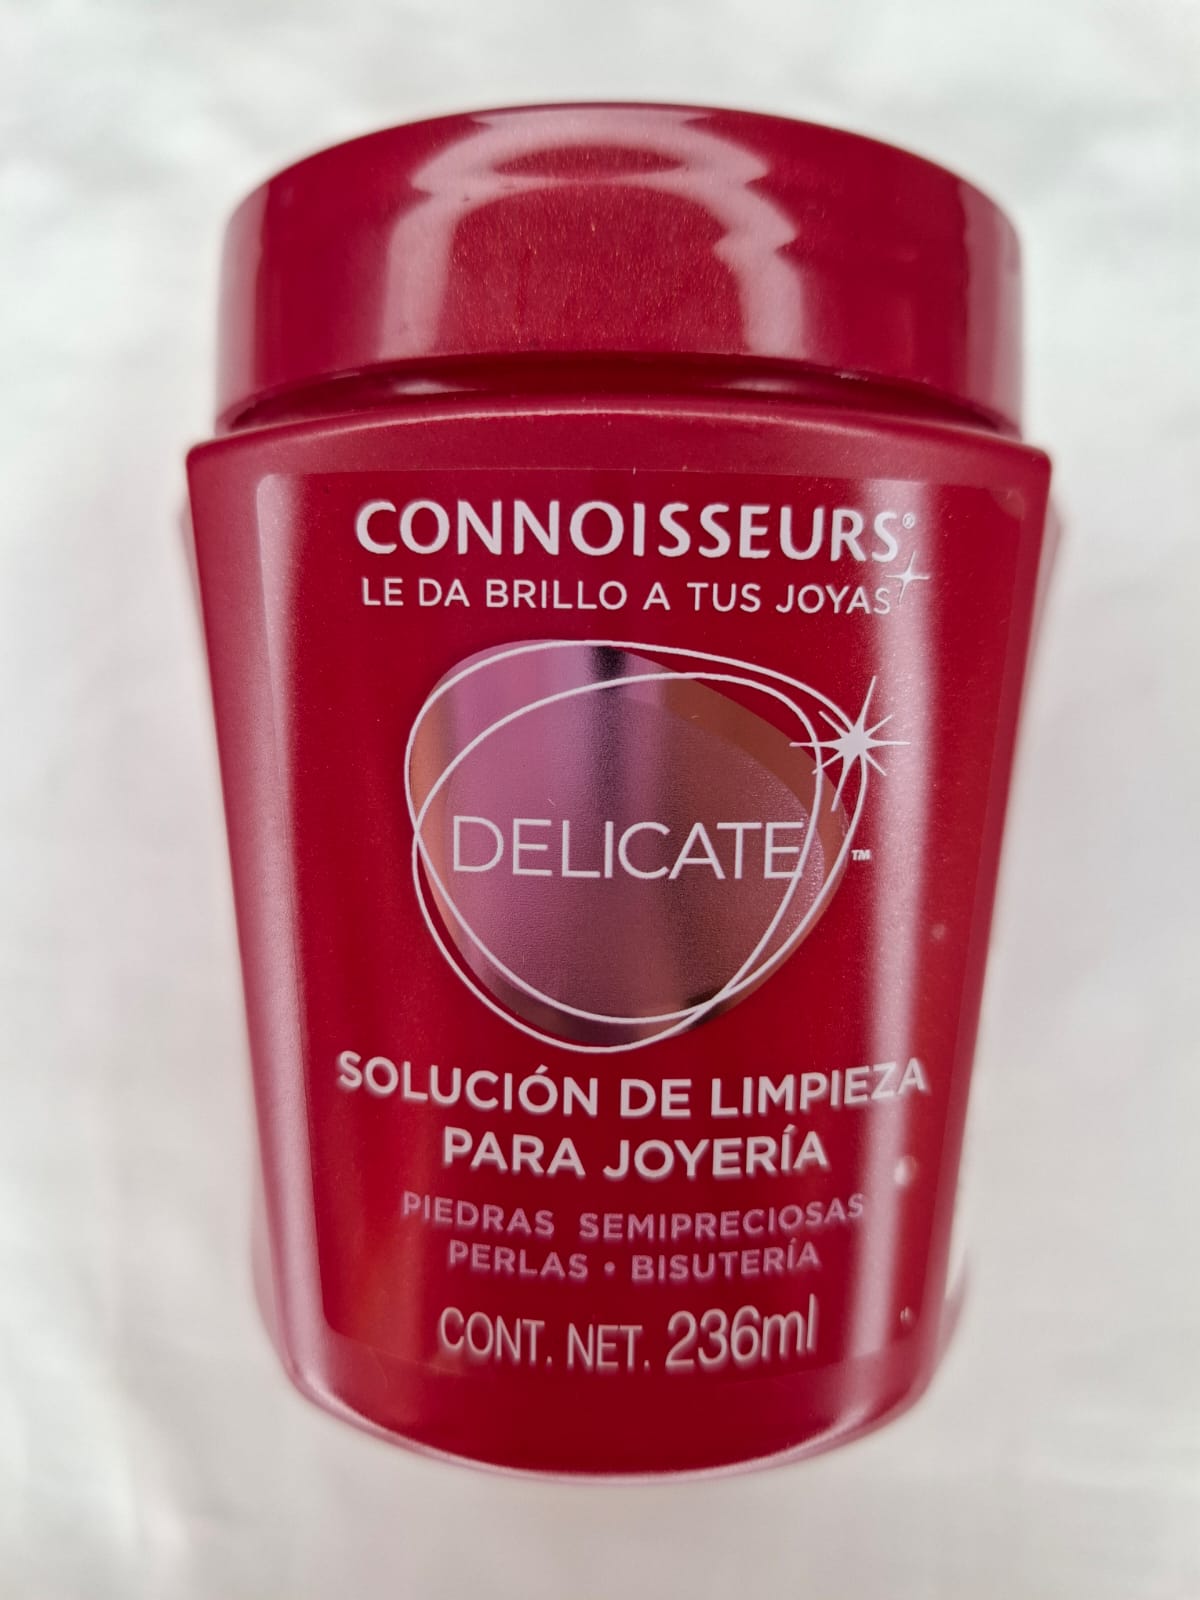 CONNOISSEURS®
LE DA BRILLO A TUS JOYAS
DELICATE™
SOLUCIÓN DE LIMPIEZA
PARA JOYERÍA
PIEDRAS SEMIPRECIOSAS
PERLAS • BISUTERÍA
CONT. NET. 236ml